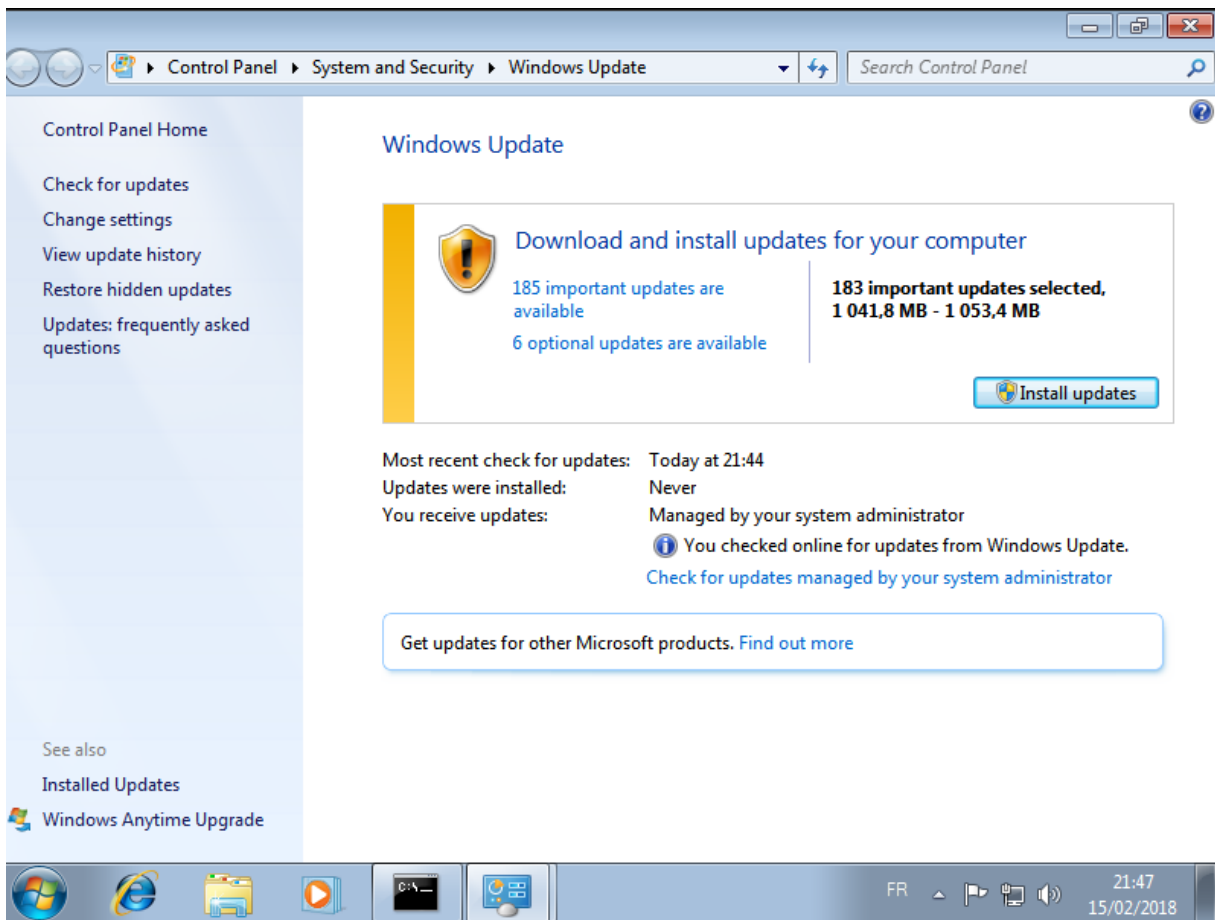 Control Panel System and Security Windows Update
Search Control Panel
Control Panel Home
Check for updates
Change settings
View update history
Restore hidden updates
Updates: frequently asked
questions
Windows Update
Download and install updates for your computer
185 important updates are
available
6 optional updates are available
183 important updates selected,
1 041,8 MB - 1 053,4 MB
Install updates
Most recent check for updates: Today at 21:44
Updates were installed: Never
You receive updates: Managed by your system administrator
You checked online for updates from Windows Update.
Check for updates managed by your system administrator
Get updates for other Microsoft products. Find out more
See also
Installed Updates
Windows Anytime Upgrade
C:\_
FR
21:47
15/02/2018